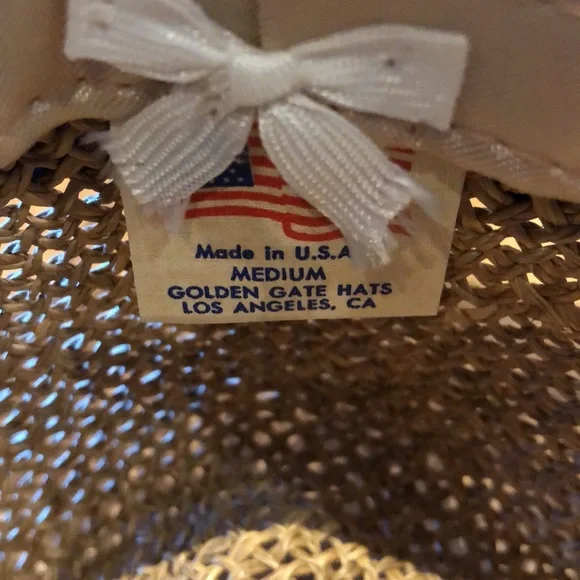 Made in U.S.A
MEDIUM
GOLDEN GATE HATS
LOS ANGELES, CA